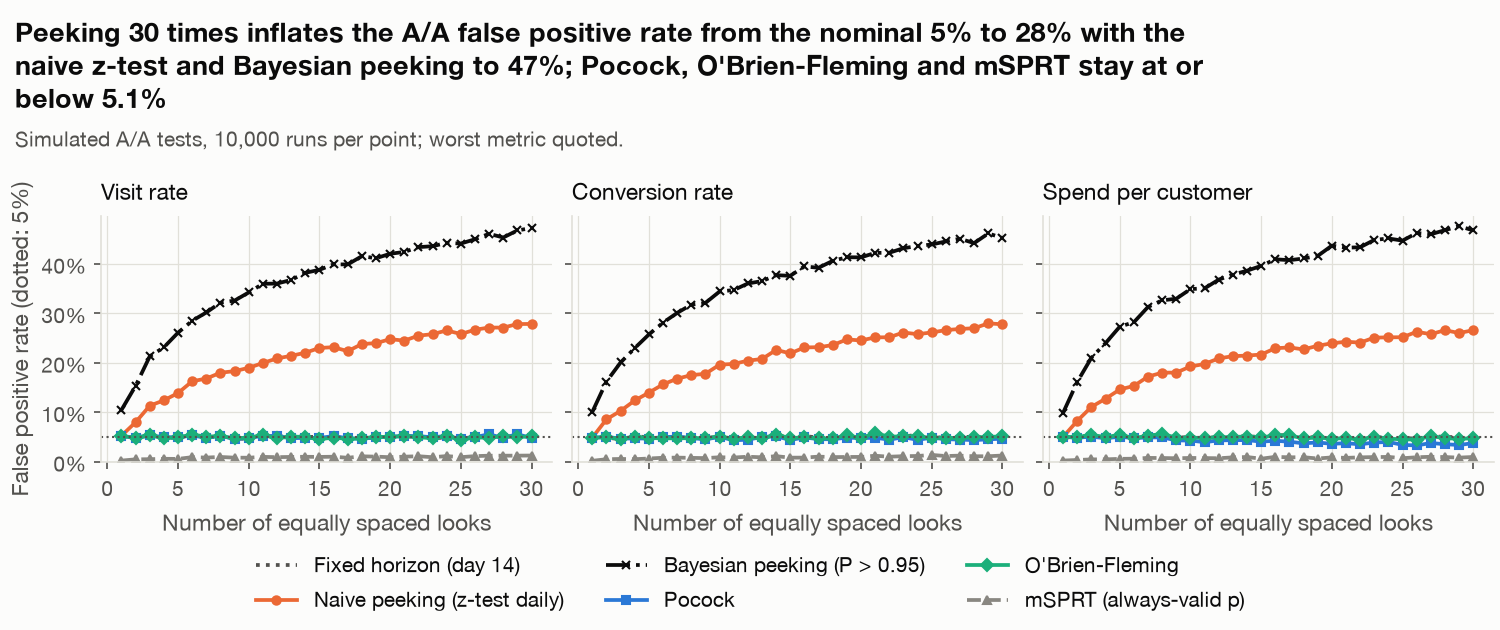 Peeking 30 times inflates the A/A false positive rate from the nominal 5% to 28% with the
naive z-test and Bayesian peeking to 47%; Pocock, O'Brien-Fleming and mSPRT stay at or
below 5.1%
Simulated A/A tests, 10,000 runs per point; worst metric quoted.
False positive rate (dotted: 5%)
Visit rate
Conversion rate
Spend per customer
40%
30%
20%
10%
0%
0 5 10 15 20 25 30
0 5 10 15 20 25 30
0 5 10 15 20 25 30
Number of equally spaced looks
Number of equally spaced looks
Number of equally spaced looks
Fixed horizon (day 14)
Naive peeking (z-test daily)
Bayesian peeking (P > 0.95)
Pocock
O'Brien-Fleming
mSPRT (always-valid p)